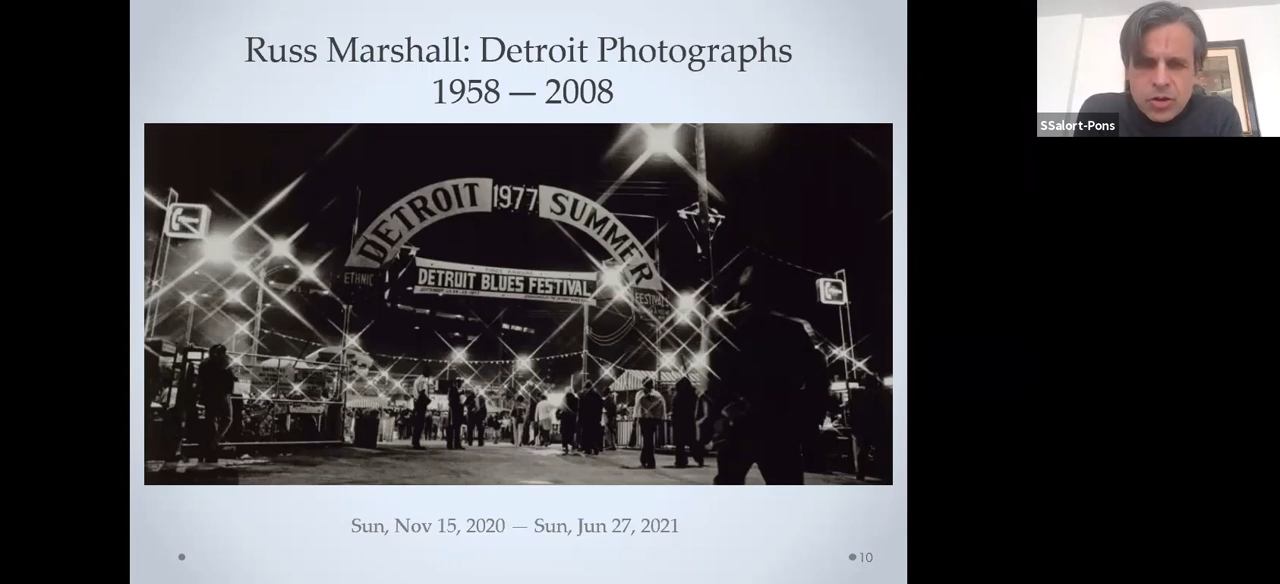 Russ Marshall: Detroit Photographs
1958 — 2008
DETROIT 1977 SUMMER
ETHNIC
DETROIT BLUES FESTIVAL
FESTIVAL
Sun, Nov 15, 2020 — Sun, Jun 27, 2021
10
SSalort-Pons